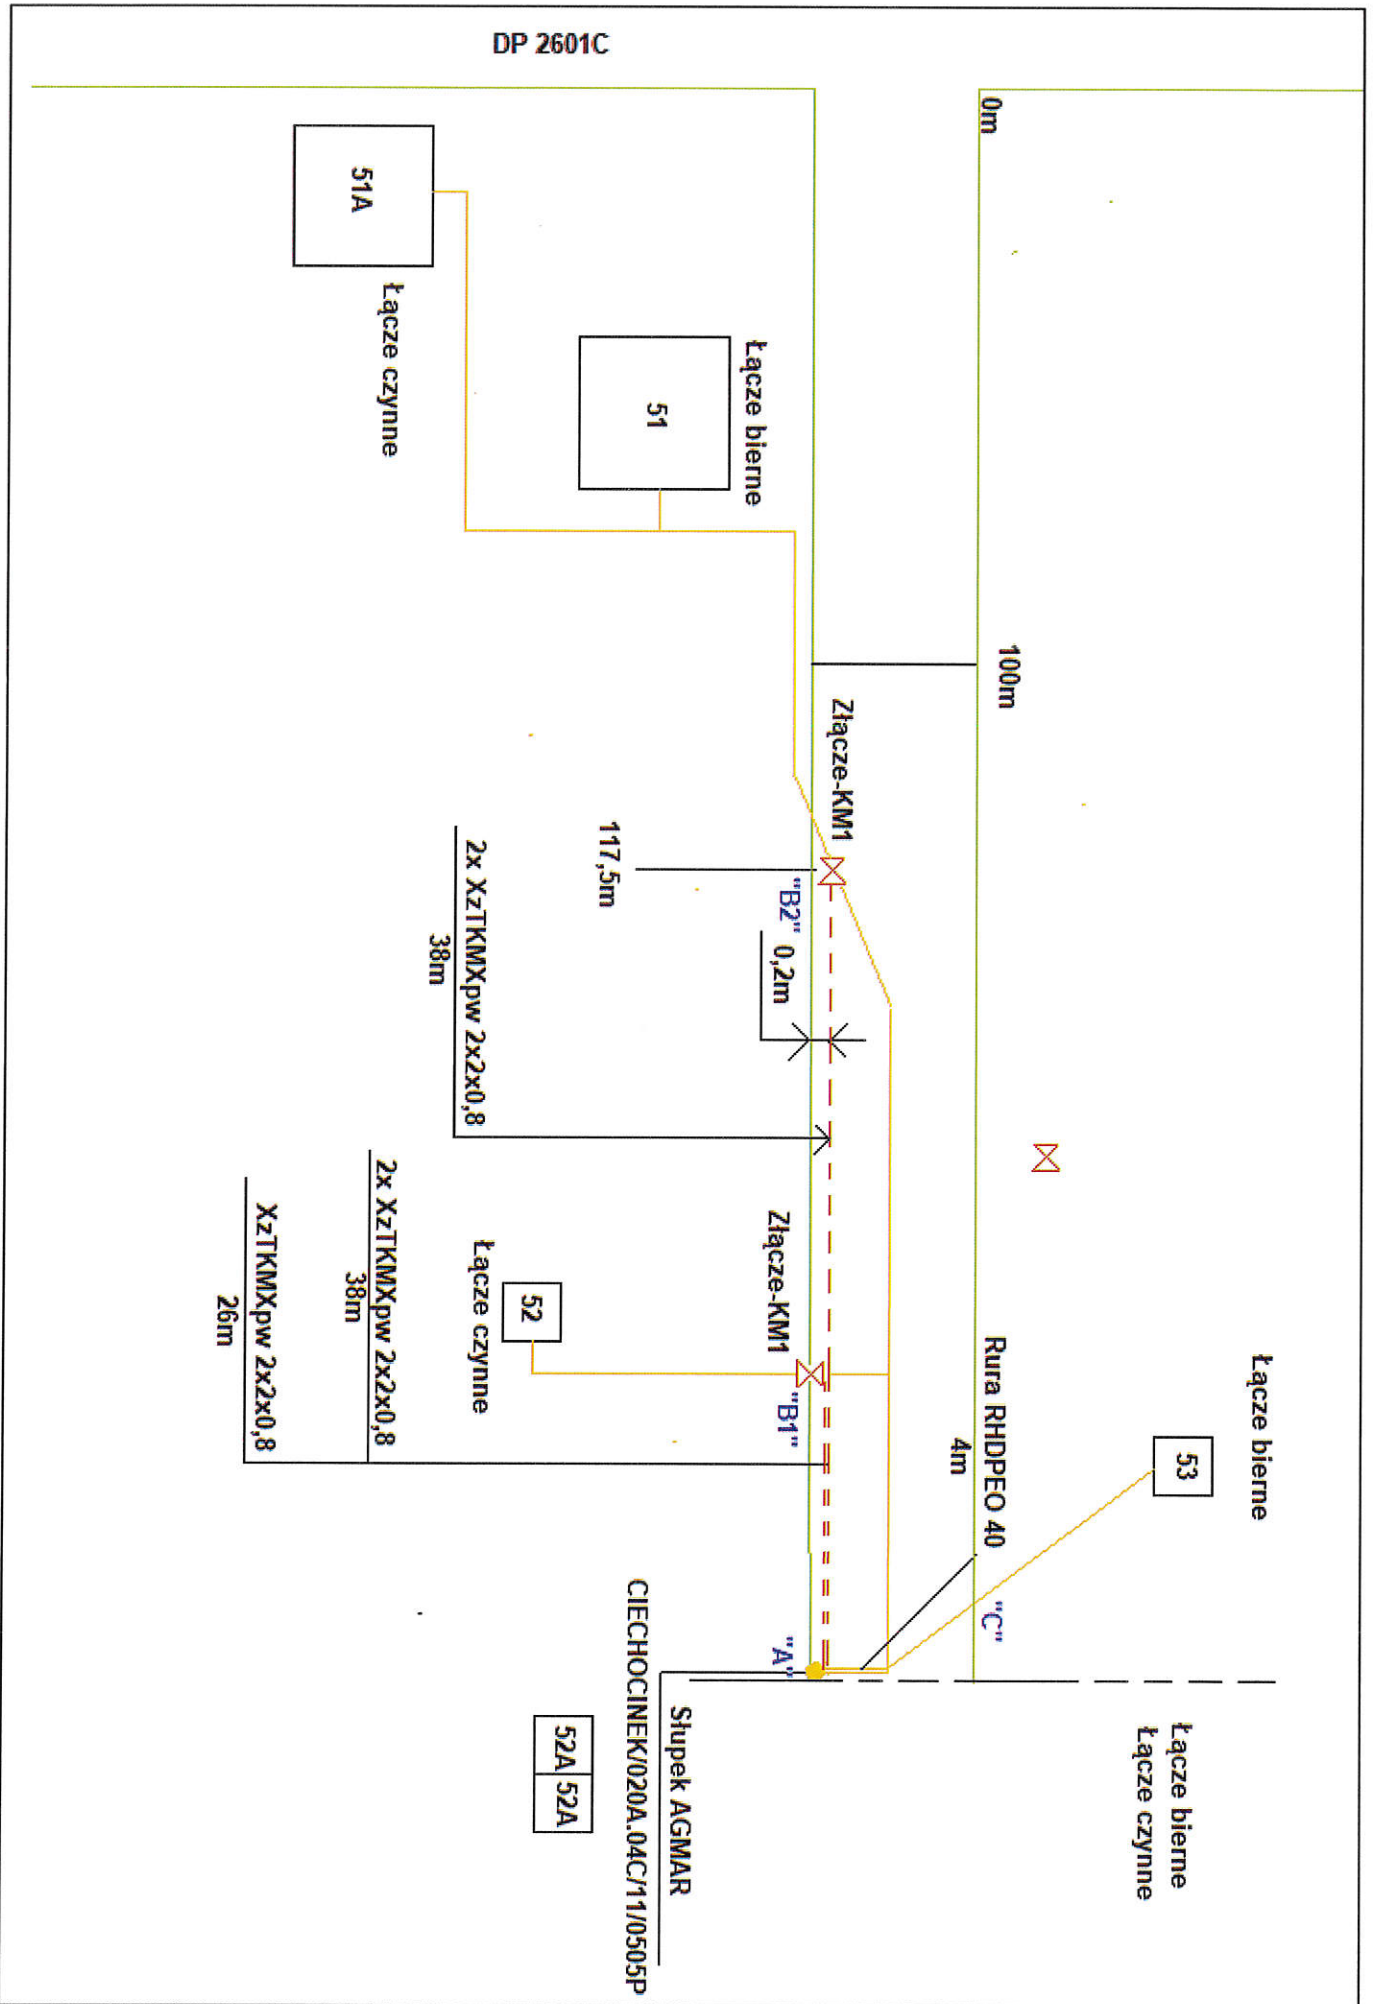 DP 2601C
0m
100m
Łącze bierne
53
Rura RHDPEO 40
4m
"C"
Łącze bierne
Łącze czynne
51A
Łącze czynne
51
Łącze bierne
Złącze-KM1
"B2"
117,5m
0,2m
2x XzTKMXpw 2x2x0,8
38m
Złącze-KM1
"B1"
52
Łącze czynne
2x XzTKMXpw 2x2x0,8
38m
XzTKMXpw 2x2x0,8
26m
"A"
Słupek AGMAR
CIECHOCINEK/020A.04C/11/0505P
52A 52A